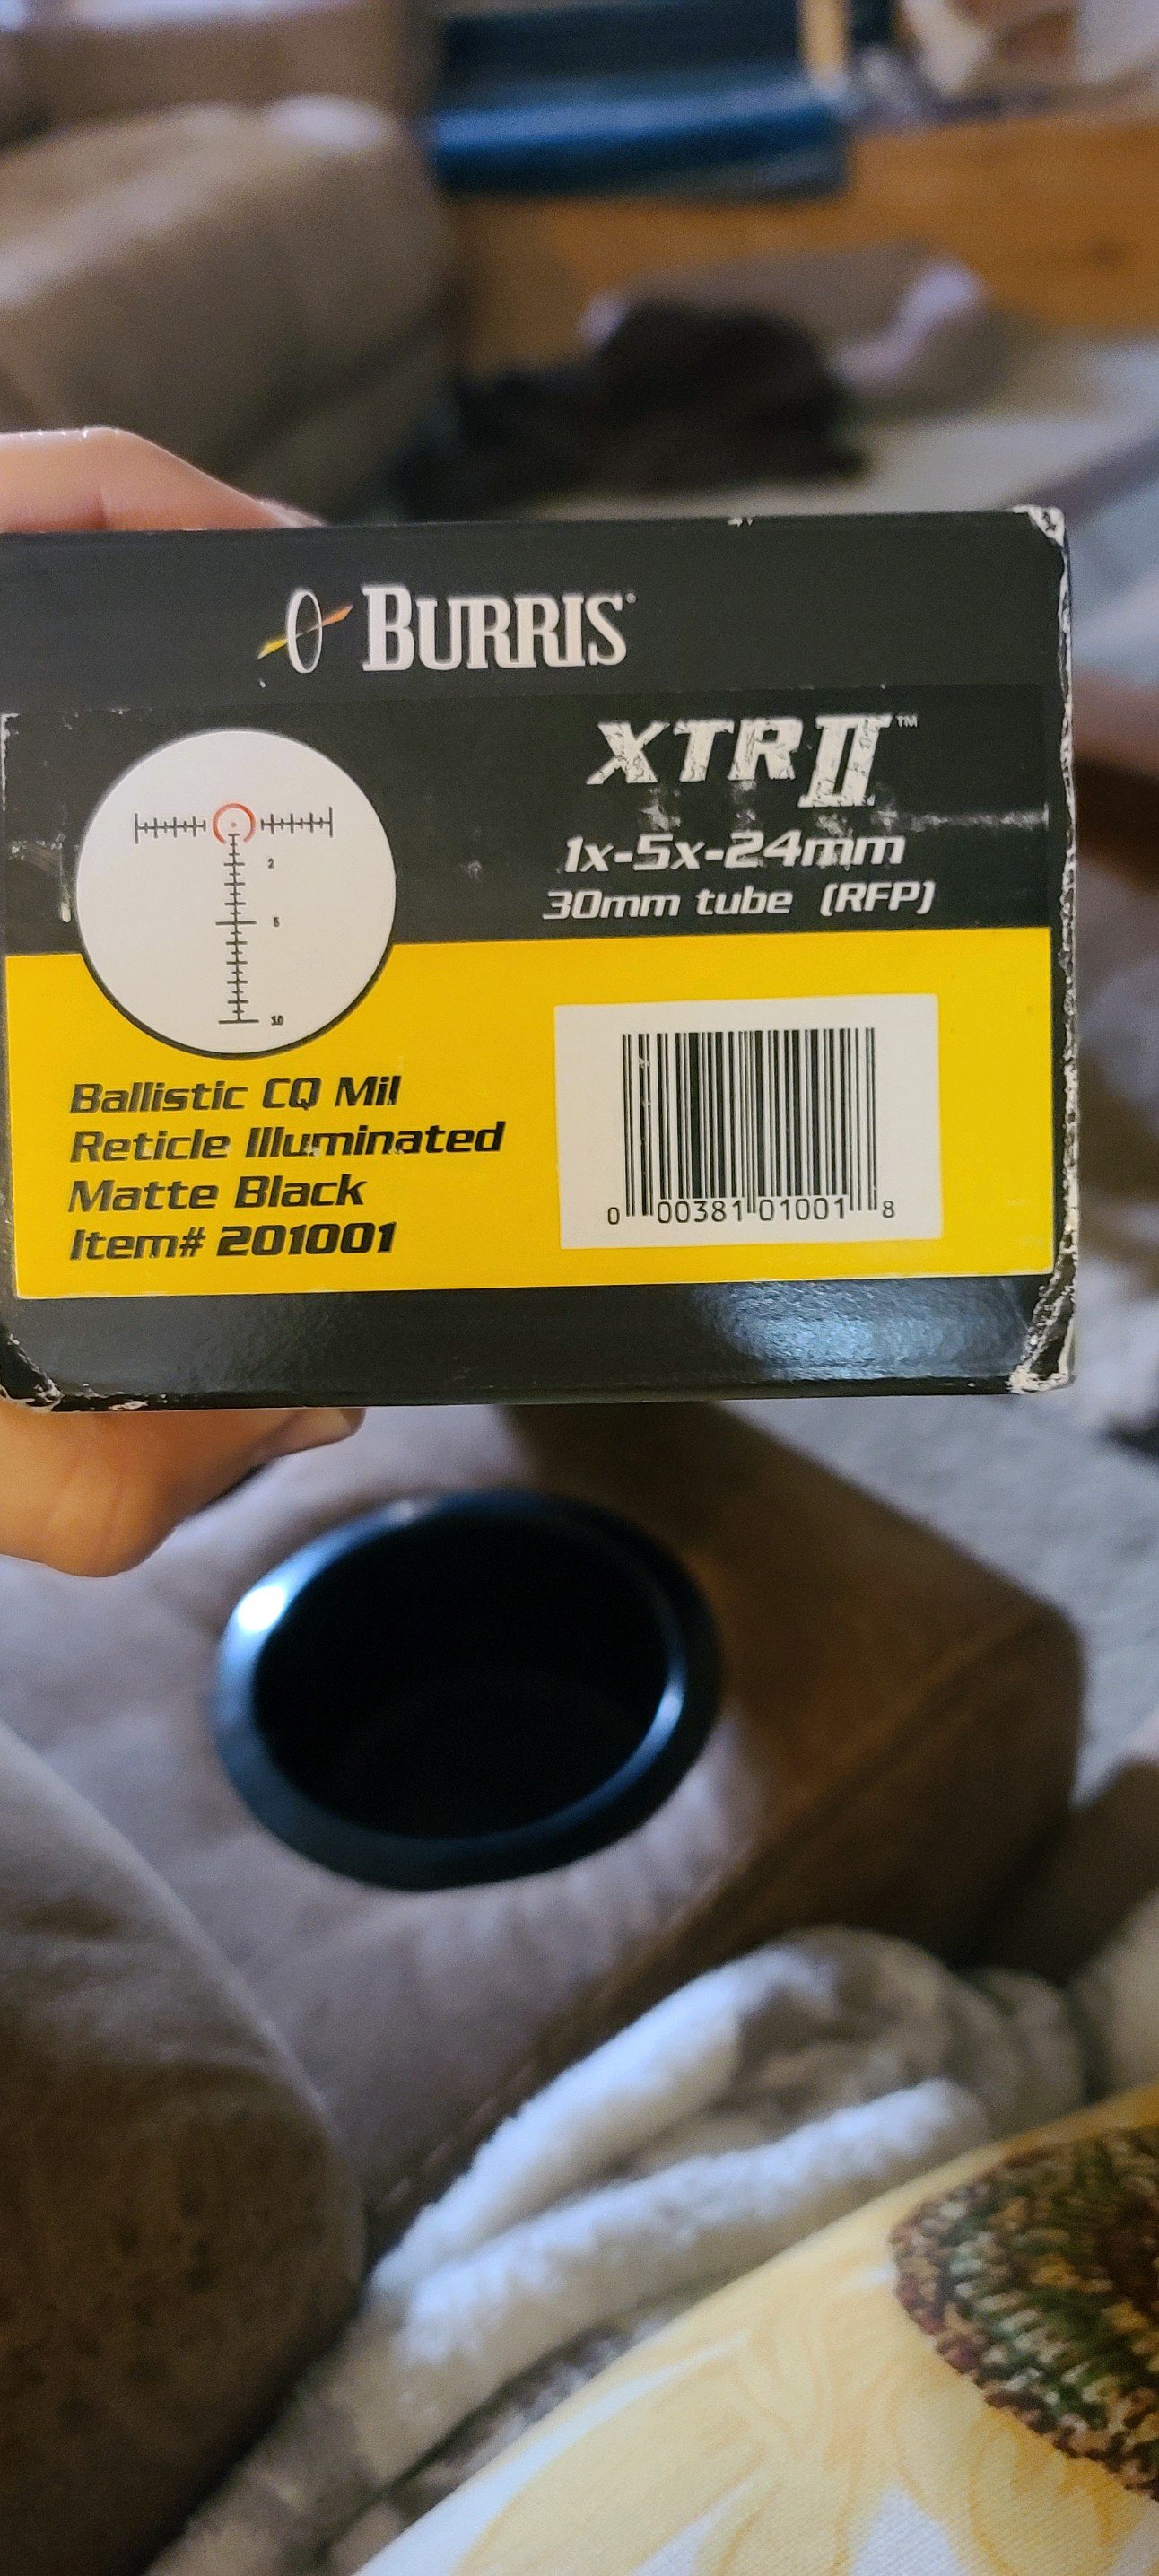 BURRIS
XTR II™
1x-5x-24mm
30mm tube (RFP)
2
5
10
Ballistic CQ Mil
Reticle Illuminated
Matte Black
Item# 201001
0 00381 01001 8